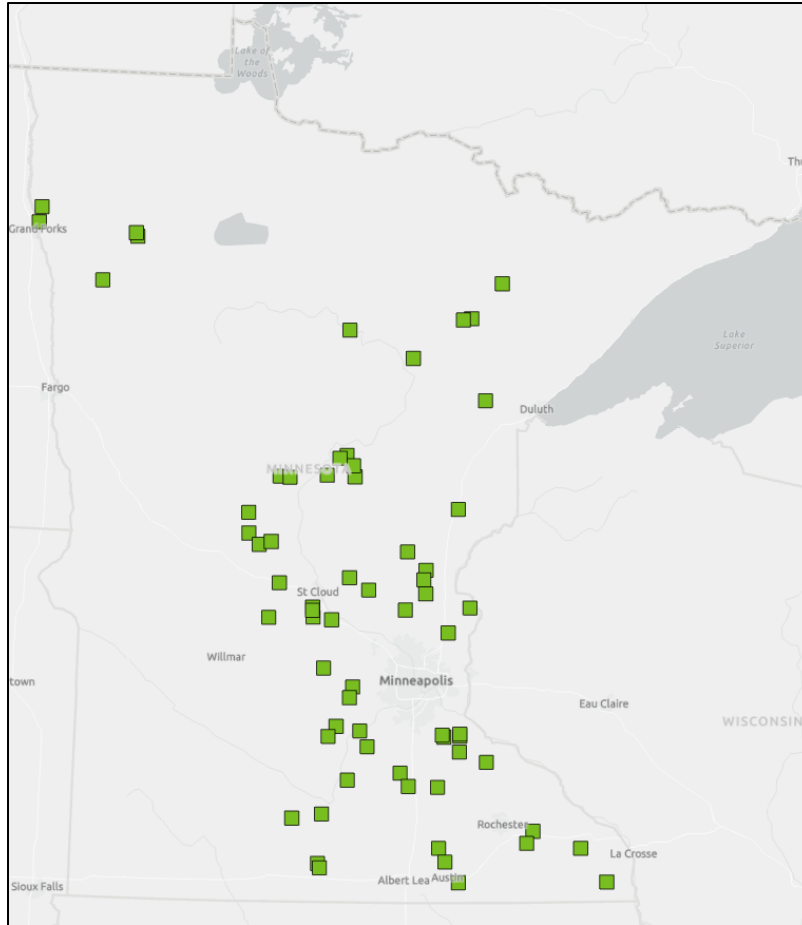 Lake of
the
Woods
Thu
Grand Forks
Lake
Superior
Fargo
Duluth
MINNESOTA
St Cloud
Willmar
Minneapolis
town
Eau Claire
WISCONSIN
Rochester
La Crosse
Albert Lea
Austin
Sioux Falls